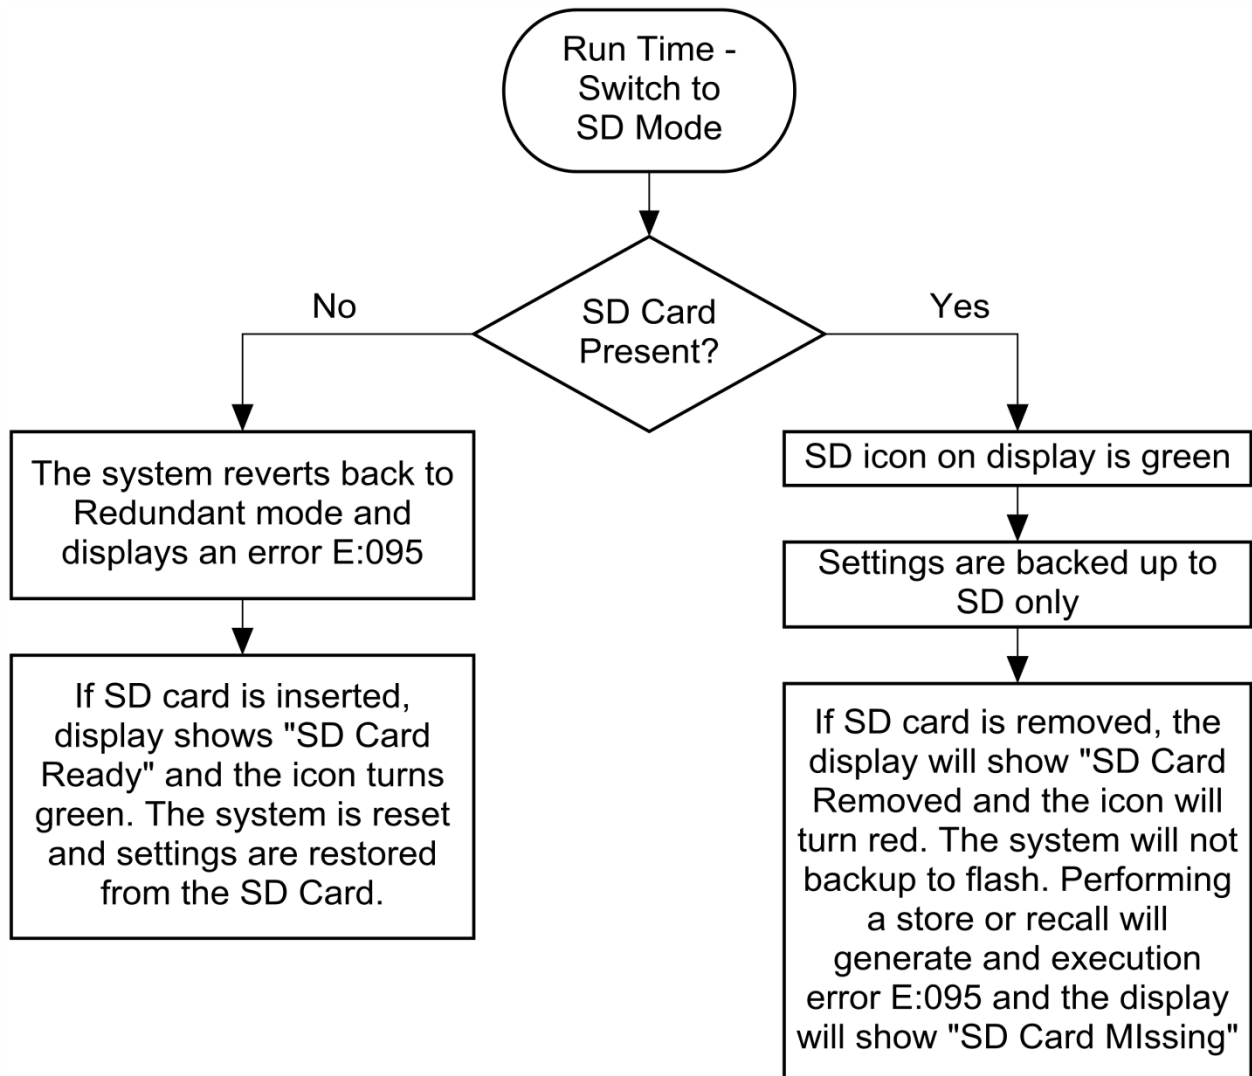 Run Time -
Switch to
SD Mode
SD Card
Present?
No
Yes
The system reverts back to
Redundant mode and
displays an error E:095
If SD card is inserted,
display shows "SD Card
Ready" and the icon turns
green. The system is reset
and settings are restored
from the SD Card.
SD icon on display is green
Settings are backed up to
SD only
If SD card is removed, the
display will show "SD Card
Removed and the icon will
turn red. The system will not
backup to flash. Performing
a store or recall will
generate and execution
error E:095 and the display
will show "SD Card MIssing"